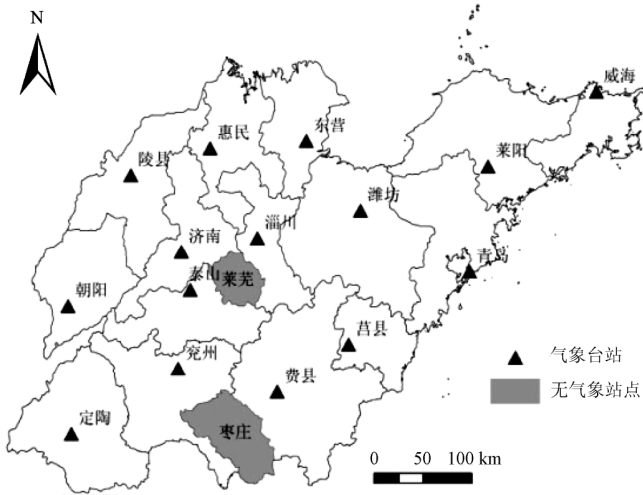 N
威海
东营
惠民
莱阳
陵县
潍坊
淄川
济南
青岛
泰山
莱芜
朝阳
莒县
兖州
气象台站
费县
无气象站点
定陶
枣庄
0 50 100 km